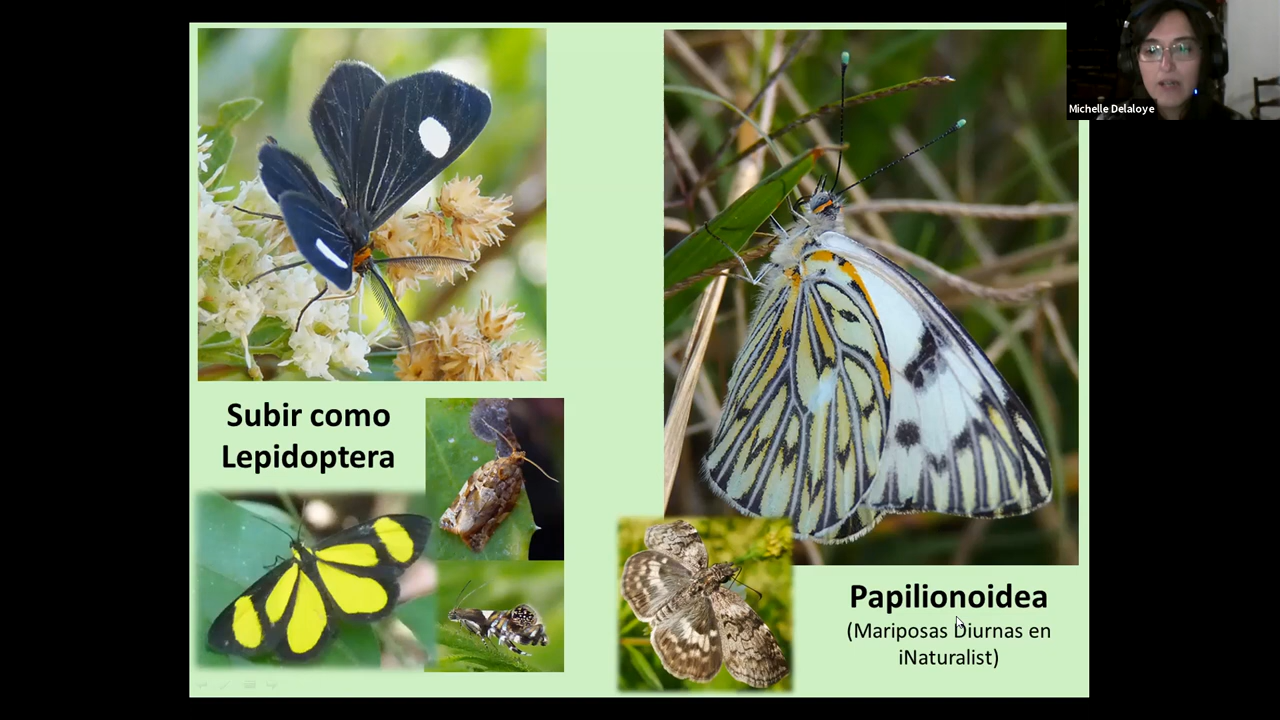 Michelle Delaloye
Subir como
Lepidoptera
Papilionoidea
(Mariposas Diurnas en
iNaturalist)